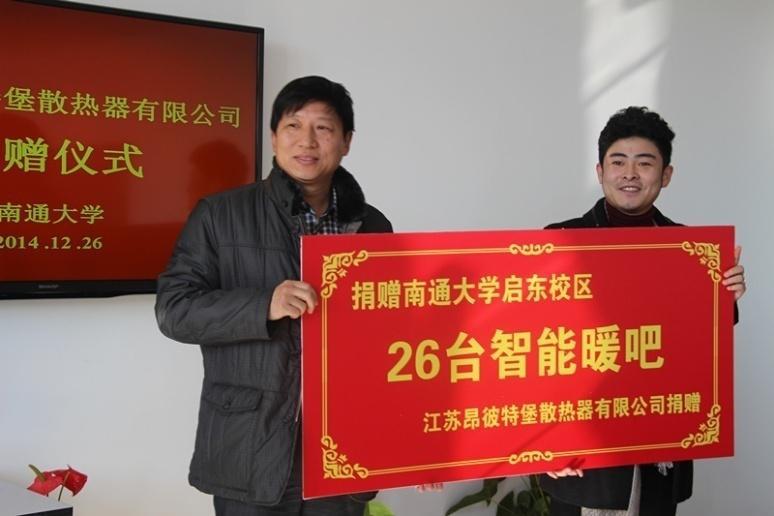 堡散热器有限公司
赠仪式
南通大学
2014.12.26
捐赠南通大学启东校区
26台智能暖吧
江苏昂彼特堡散热器有限公司捐赠